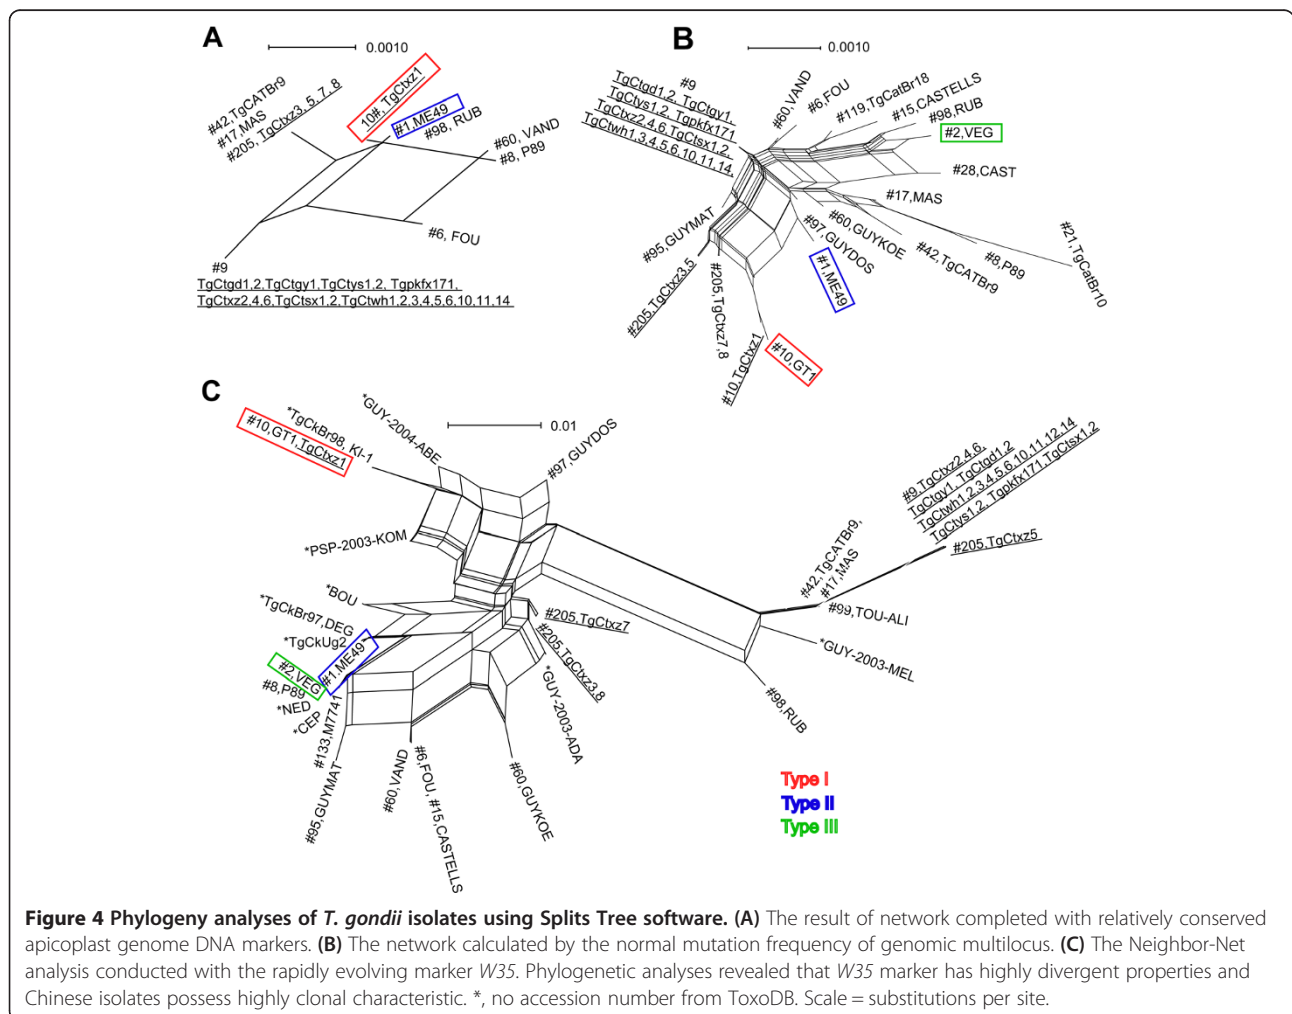 A
0.0010
#42,TgCATBr9
#17,MAS
#205, TgCtxz3, 5, 7, 8
10#, TgCtxz1
#1,ME49
#98, RUB
#60, VAND
#8, P89
#6, FOU
#9
TgCtgd1,2,TgCtgy1,TgCtys1,2, Tgpkfx171,
TgCtxz2,4,6,TgCtsx1,2,TgCtwh1,2,3,4,5,6,10,11,14
B
0.0010
#9
TgCtgd1,2, TgCtgy1,
TgCtys1,2, Tgpkfx171
TgCtxz2,4,6,TgCtsx1,2,
TgCtwh1,3,4,5,6,10,11,14,
#60,VAND
#6,FOU
#119,TgCatBr18
#15,CASTELLS
#98,RUB
#2,VEG
#28,CAST
#17,MAS
#21,TgCatBr10
#8,P89
#42,TgCATBr9
#60,GUYKOE
#97,GUYDOS
#1,ME49
#95,GUYMAT
#205,TgCtxz3,5
#205,TgCtxz7,8
#10,TgCtxz1
#10,GT1
C
0.01
*TgCkBr98, KI-1
#10,GT1,TgCtxz1
*GUY-2004-ABE
#97,GUYDOS
*PSP-2003-KOM
*BOU
*TgCkBr97,DEG
*TgCkUg2
#1,ME49
#2,VEG
#8,P89
*NED
*CEP
#133,M7741
#95,GUYMAT
#60,VAND
#6,FOU, #15,CASTELLS
#60,GUYKOE
*GUY-2003-ADA
#205,TgCtxz3,8
#205,TgCtxz7
#9,TgCtxz2,4,6,
TgCtgy1, TgCtgd1,2
TgCtwh1,2,3,4,5,6,10,11,12,14
TgCtys1,2, Tgpkfx171,TgCtsx1,2
#205,TgCtxz5
#42,TgCATBr9,
#17,MAS
#99,TOU-ALI
*GUY-2003-MEL
#98,RUB
Type I
Type II
Type III
Figure 4 Phylogeny analyses of T. gondii isolates using Splits Tree software. (A) The result of network completed with relatively conserved
apicoplast genome DNA markers. (B) The network calculated by the normal mutation frequency of genomic multilocus. (C) The Neighbor-Net
analysis conducted with the rapidly evolving marker W35. Phylogenetic analyses revealed that W35 marker has highly divergent properties and
Chinese isolates possess highly clonal characteristic. *, no accession number from ToxoDB. Scale = substitutions per site.